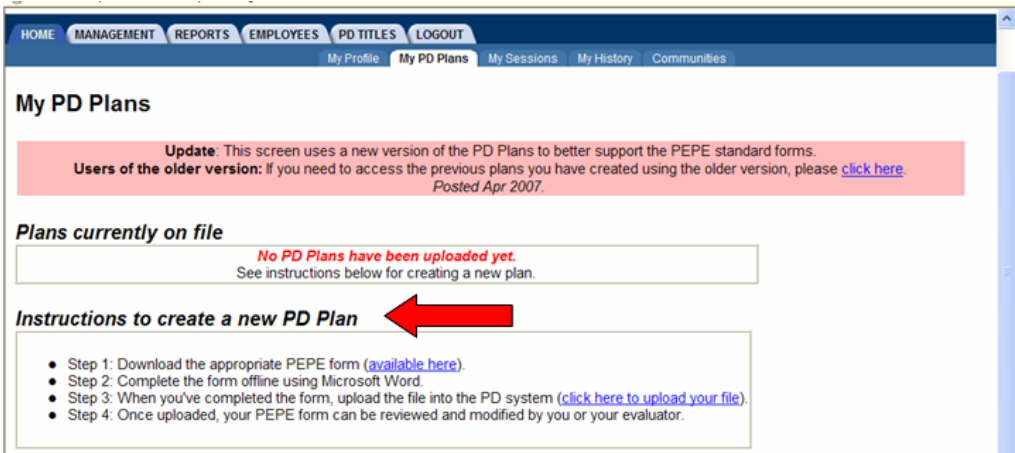 HOME MANAGEMENT REPORTS EMPLOYEES PD TITLES LOGOUT
My Profile My PD Plans My Sessions My History Communities
My PD Plans
Update: This screen uses a new version of the PD Plans to better support the PEPE standard forms.
Users of the older version: If you need to access the previous plans you have created using the older version, please click here.
Posted Apr 2007.
Plans currently on file
No PD Plans have been uploaded yet.
See instructions below for creating a new plan.
Instructions to create a new PD Plan
• Step 1: Download the appropriate PEPE form (available here).
• Step 2: Complete the form offline using Microsoft Word.
• Step 3: When you've completed the form, upload the file into the PD system (click here to upload your file).
• Step 4: Once uploaded, your PEPE form can be reviewed and modified by you or your evaluator.